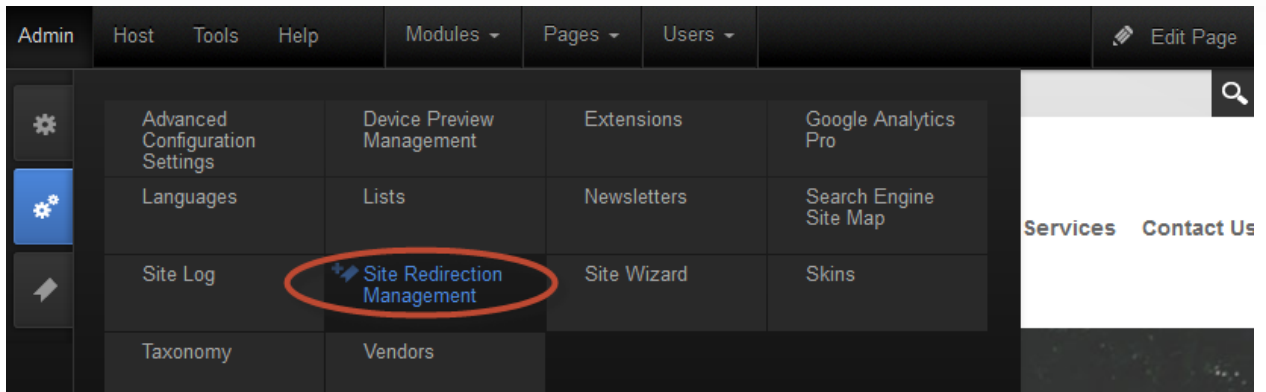 Admin Host Tools Help Modules Pages Users Edit Page
Advanced
Configuration
Settings
Device Preview
Management
Extensions
Google Analytics
Pro
Languages
Lists
Newsletters
Search Engine
Site Map
Services Contact Us
Site Log
Site Redirection
Management
Site Wizard
Skins
Taxonomy
Vendors